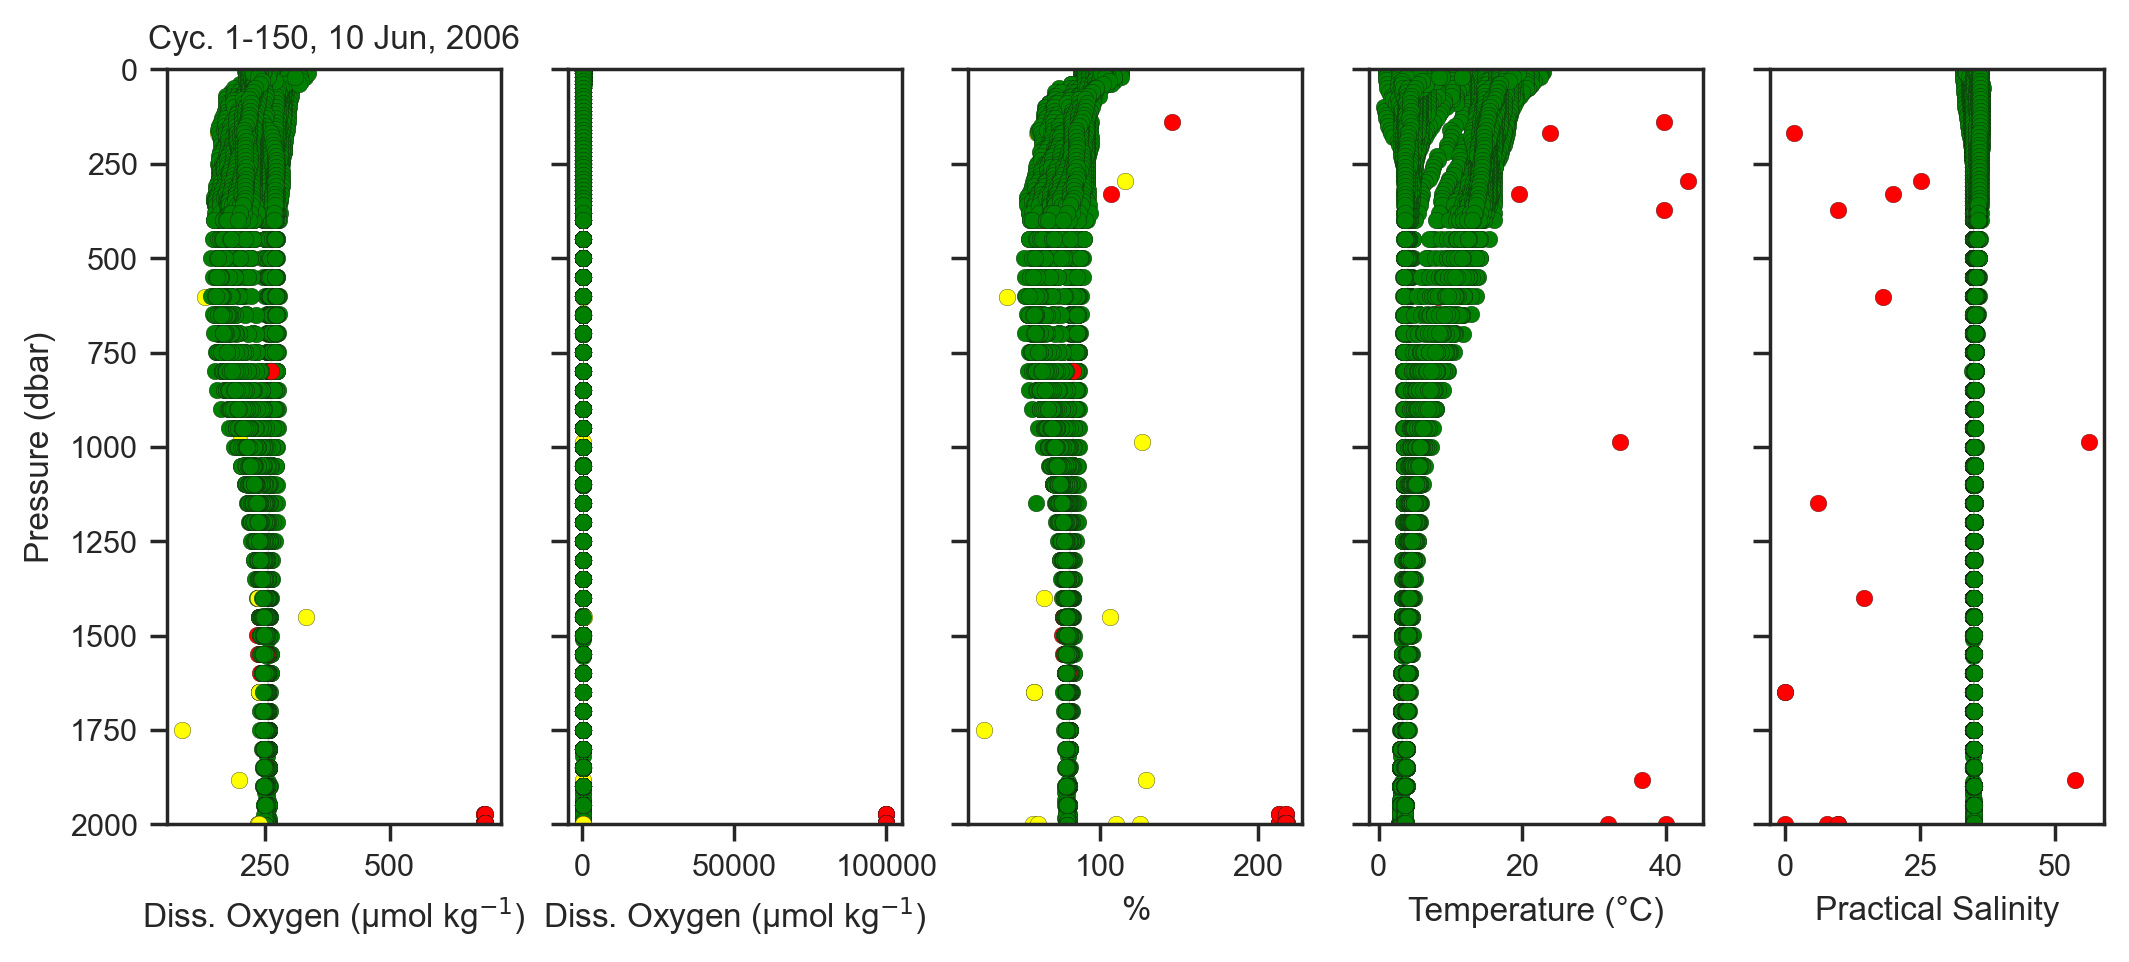 Cyc. 1-150, 10 Jun, 2006
Pressure (dbar)
0
250
500
750
1000
1250
1500
1750
2000
250 500
0 50000 100000
100 200
0 20 40
0 25 50
Diss. Oxygen (µmol kg⁻¹)
Diss. Oxygen (µmol kg⁻¹)
%
Temperature (°C)
Practical Salinity